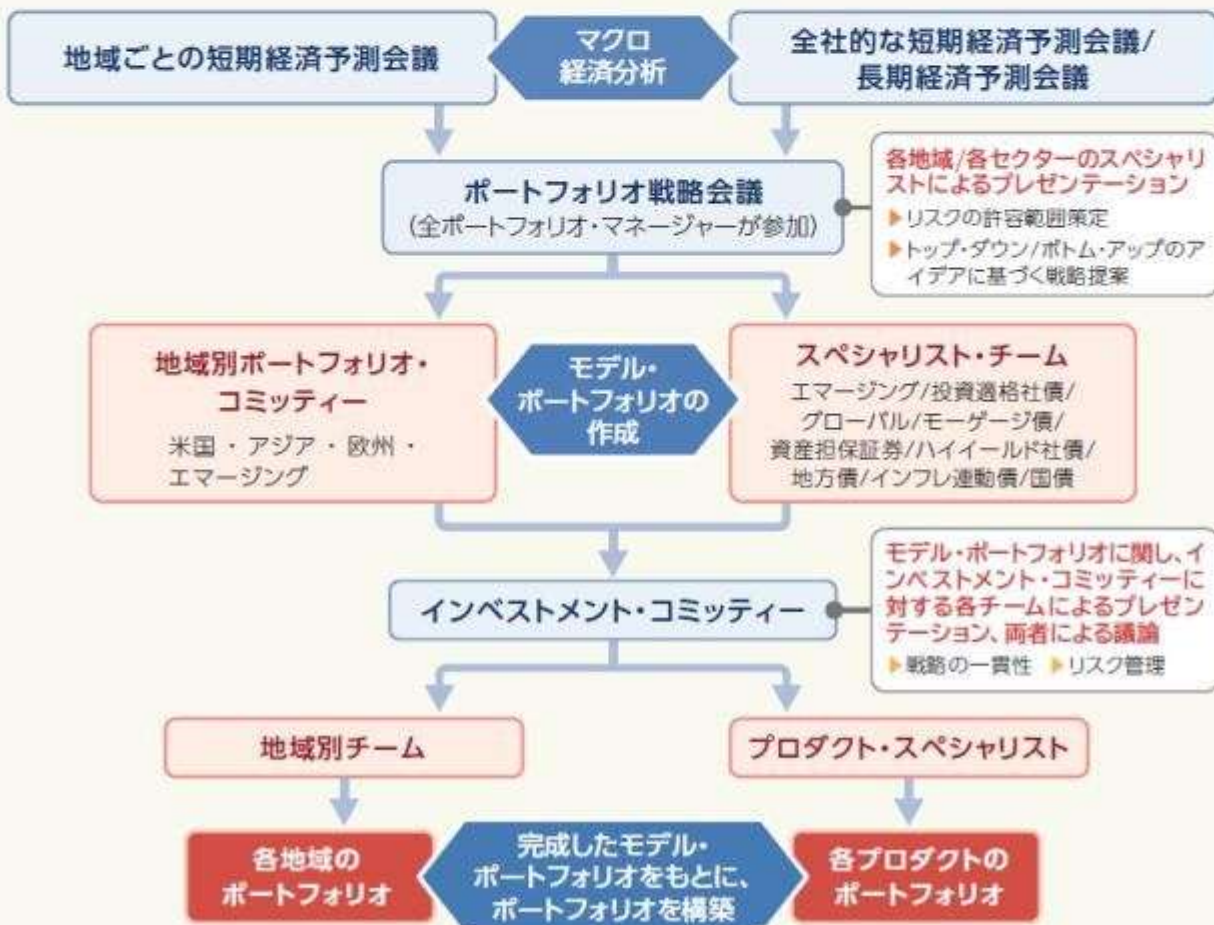 地域ごとの短期経済予測会議
マクロ
経済分析
全社的な短期経済予測会議/
長期経済予測会議
ポートフォリオ戦略会議
(全ポートフォリオ・マネージャーが参加)
各地域/各セクターのスペシャリ
ストによるプレゼンテーション
▶リスクの許容範囲策定
▶トップ・ダウン/ボトム・アップのア
イデアに基づく戦略提案
地域別ポートフォリオ・
コミッティー
米国・アジア・欧州・
エマージング
モデル・
ポートフォリオの
作成
スペシャリスト・チーム
エマージング/投資適格社債/
グローバル/モーゲージ債/
資産担保証券/ハイイールド社債/
地方債/インフレ連動債/国債
インベストメント・コミッティー
モデル・ポートフォリオに関し、イ
ンベストメント・コミッティーに
対する各チームによるプレゼン
テーション、両者による議論
▶戦略の一貫性 ▶リスク管理
地域別チーム
プロダクト・スペシャリスト
各地域の
ポートフォリオ
完成したモデル・
ポートフォリオをもとに、
ポートフォリオを構築
各プロダクトの
ポートフォリオ